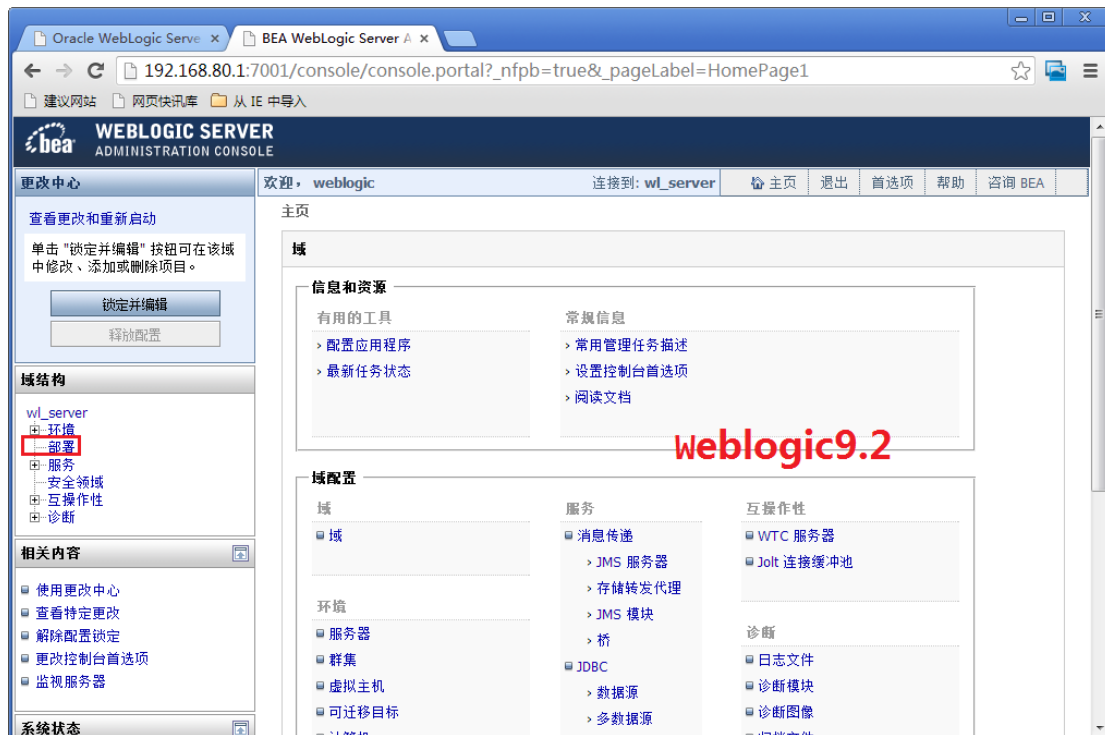 Oracle WebLogic Serve
BEA WebLogic Server A
192.168.80.1:7001/console/console.portal?_nfpb=true&_pageLabel=HomePage1
建议网站 网页快讯库 从 IE 中导入
bea
WEBLOGIC SERVER
ADMINISTRATION CONSOLE
更改中心
查看更改和重新启动
单击 "锁定并编辑" 按钮可在该域
中修改、添加或删除项目。
锁定并编辑
释放配置
域结构
wl_server
环境
部署
服务
安全领域
互操作性
诊断
相关内容
使用更改中心
查看特定更改
解除配置锁定
更改控制台首选项
监视服务器
系统状态
欢迎, weblogic
连接到: wl_server
主页 退出 首选项 帮助 咨询 BEA
主页
域
信息和资源
有用的工具
配置应用程序
最新任务状态
常规信息
常用管理任务描述
设置控制台首选项
阅读文档
Weblogic9.2
域配置
域
域
环境
服务器
群集
虚拟主机
可迁移目标
服务
消息传递
JMS 服务器
存储转发代理
JMS 模块
桥
JDBC
数据源
多数据源
互操作性
WTC 服务器
Jolt 连接缓冲池
诊断
日志文件
诊断模块
诊断图像